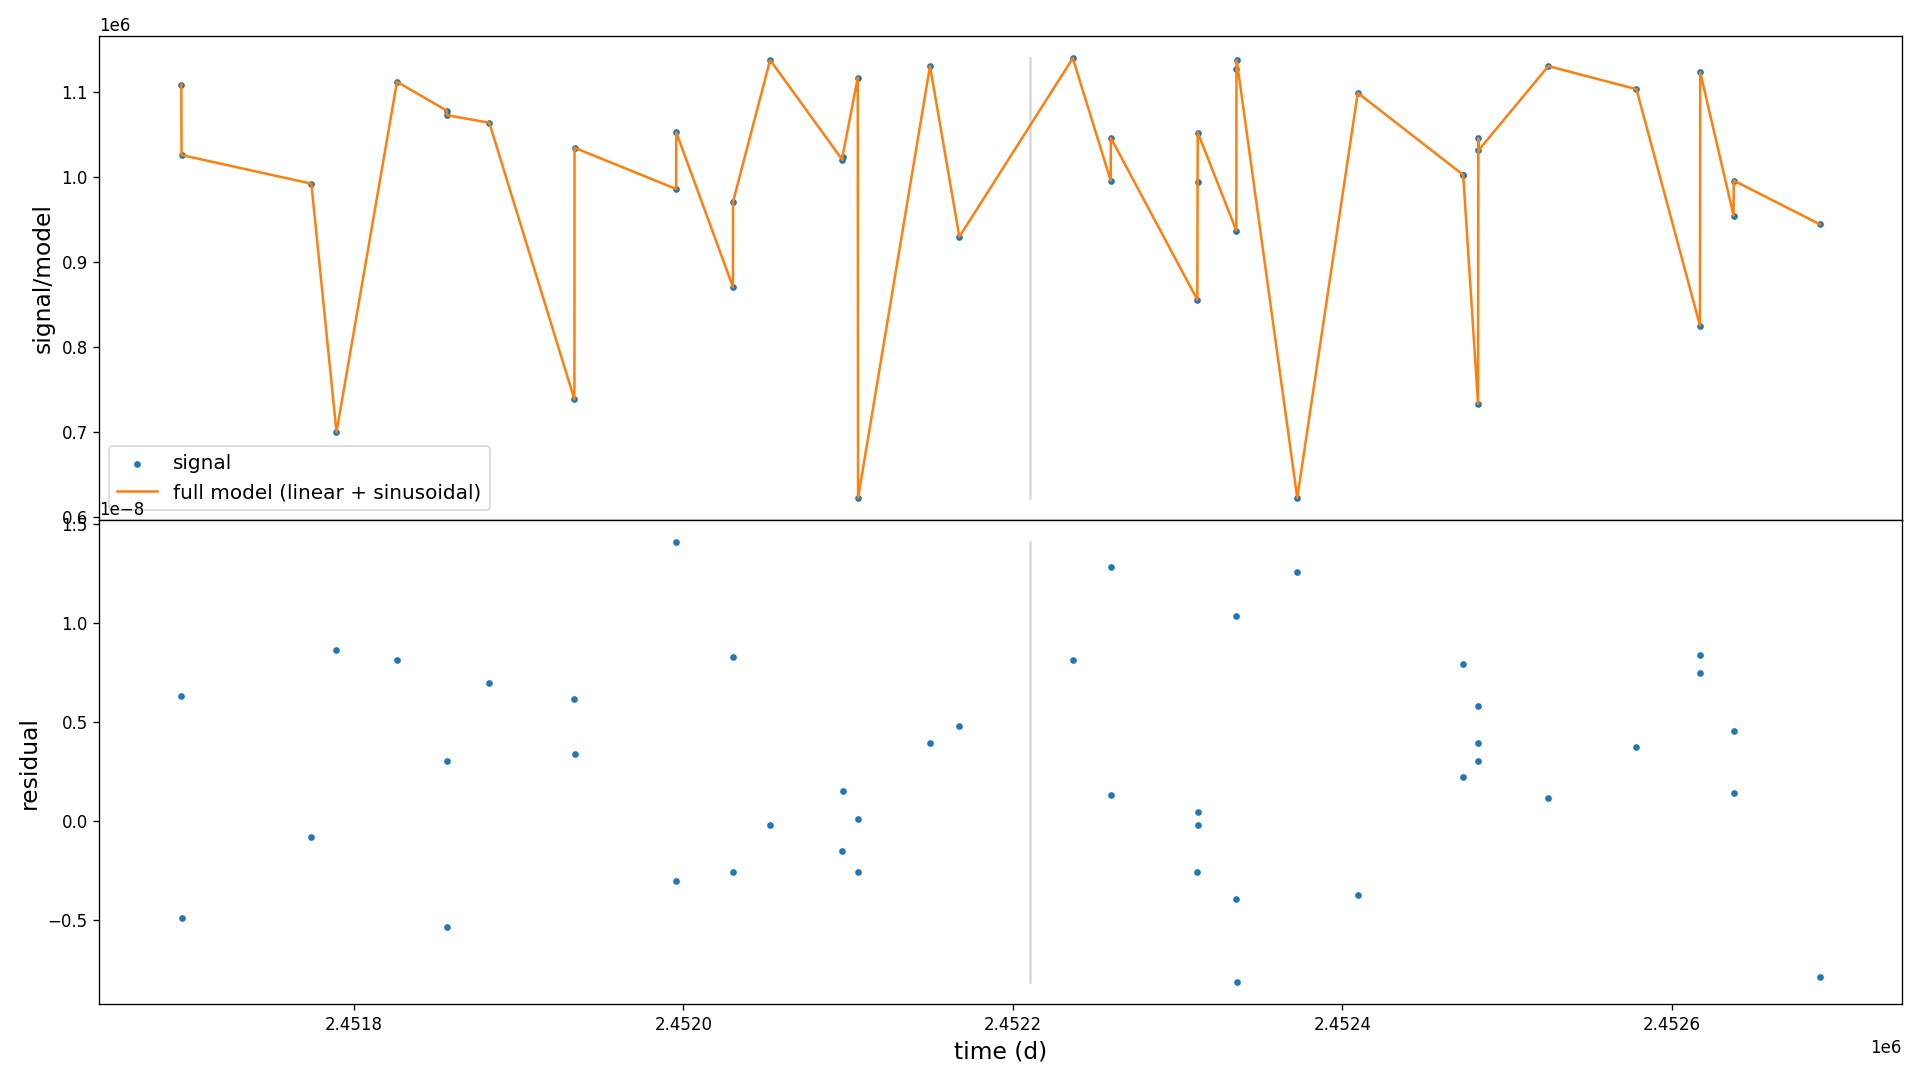 1e6
signal/model
1.1
1.0
0.9
0.8
0.7
0.6
signal
full model (linear + sinusoidal)
1e−8
residual
1.5
1.0
0.5
0.0
−0.5
2.4518
2.4520
2.4522
2.4524
2.4526
time (d)
1e6